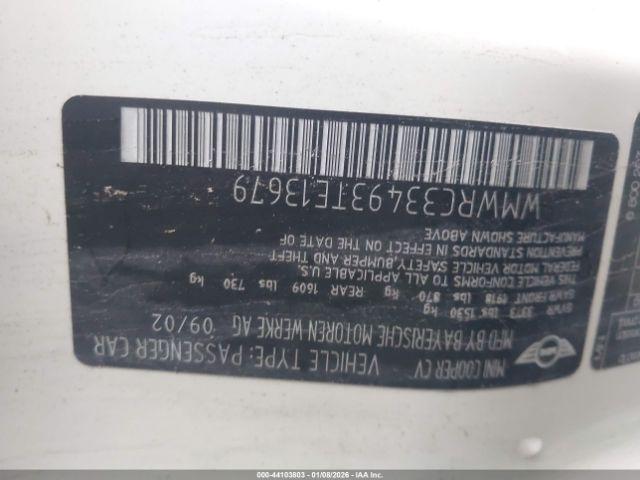 MINI COOPER CV
VEHICLE TYPE: PASSENGER CAR
MFD BY BAYERISCHE MOTOREN WERKE AG 09/02
GVWR 3373 lbs 1530 kg
GAWR FRONT 1918 lbs 870 kg REAR 1609 lbs 730 kg
THIS VEHICLE CONFORMS TO ALL APPLICABLE U.S.
FEDERAL MOTOR VEHICLE SAFETY, BUMPER AND THEFT
PREVENTION STANDARDS IN EFFECT ON THE DATE OF
MANUFACTURE SHOWN ABOVE
WMWRC33493TE13679
000-44103803 - 01/08/2026 - IAAI.com